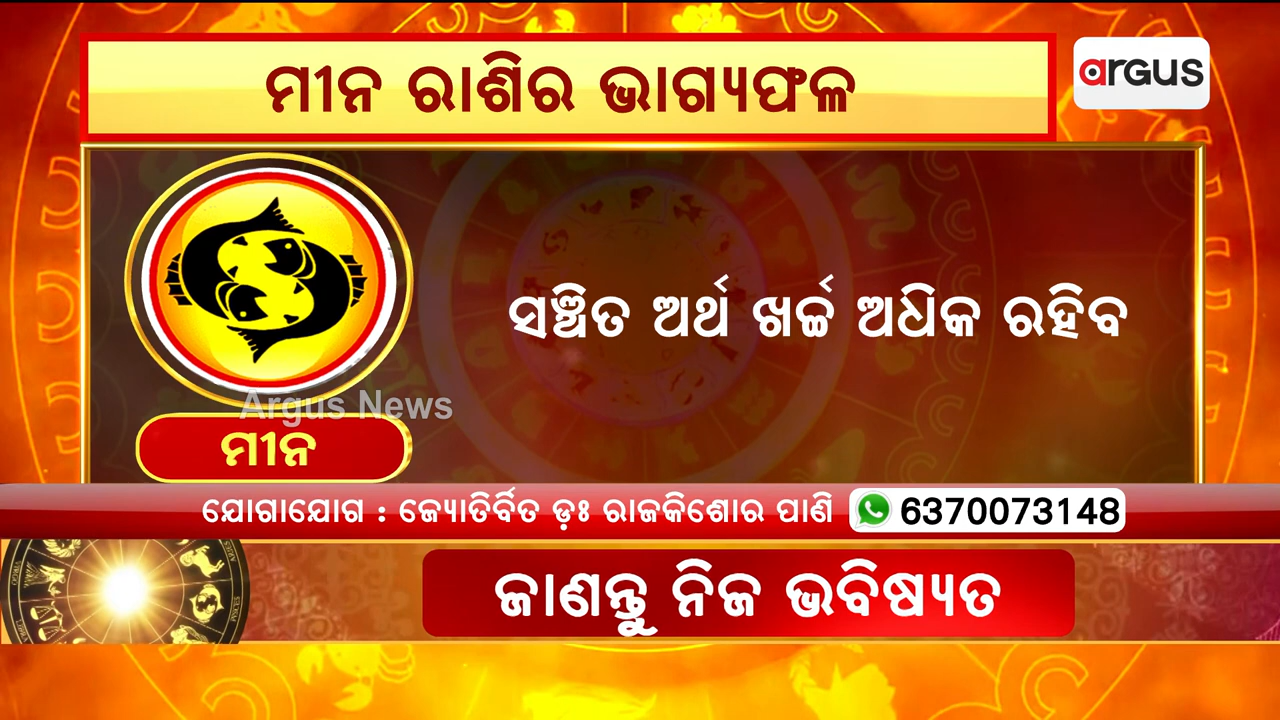 ମୀନ ରାଶିର ଭାଗ୍ୟଫଳ
argus
ସଞ୍ଚିତ ଅର୍ଥ ଖର୍ଚ୍ଚ ଅଧିକ ରହିବ
Argus News
ମୀନ
ଯୋଗାଯୋଗ : ଜ୍ୟୋତିର୍ବିତ ଡ଼ଃ ରାଜକିଶୋର ପାଣି 6370073148
ଜାଣନ୍ତୁ ନିଜ ଭବିଷ୍ୟତ